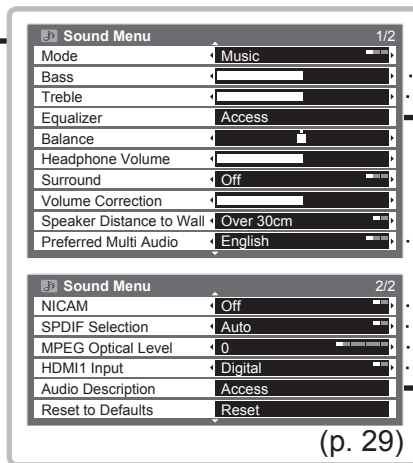 Sound Menu 1/2
Mode Music
Bass
Treble
Equalizer Access
Balance
Headphone Volume
Surround Off
Volume Correction
Speaker Distance to Wall Over 30cm
Preferred Multi Audio English
Sound Menu 2/2
NICAM Off
SPDIF Selection Auto
MPEG Optical Level 0
HDMI1 Input Digital
Audio Description Access
Reset to Defaults Reset
(p. 29)